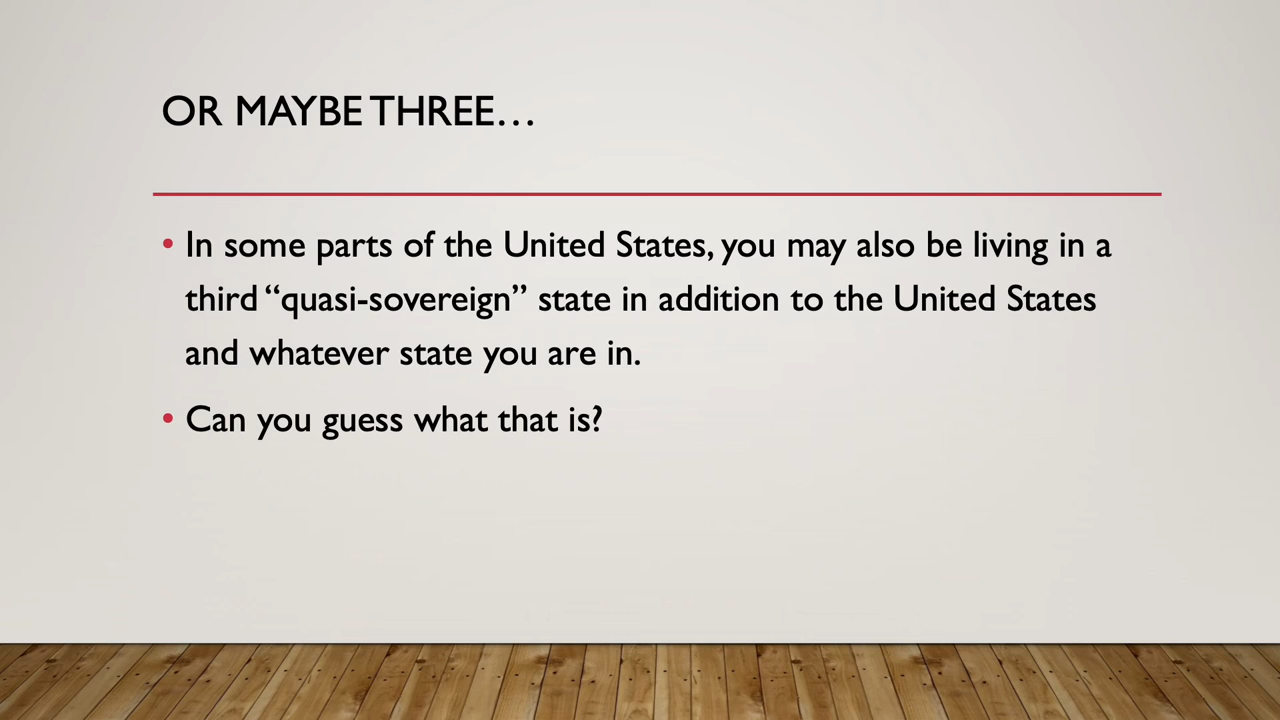 OR MAYBE THREE…
• In some parts of the United States, you may also be living in a
third “quasi-sovereign” state in addition to the United States
and whatever state you are in.
• Can you guess what that is?